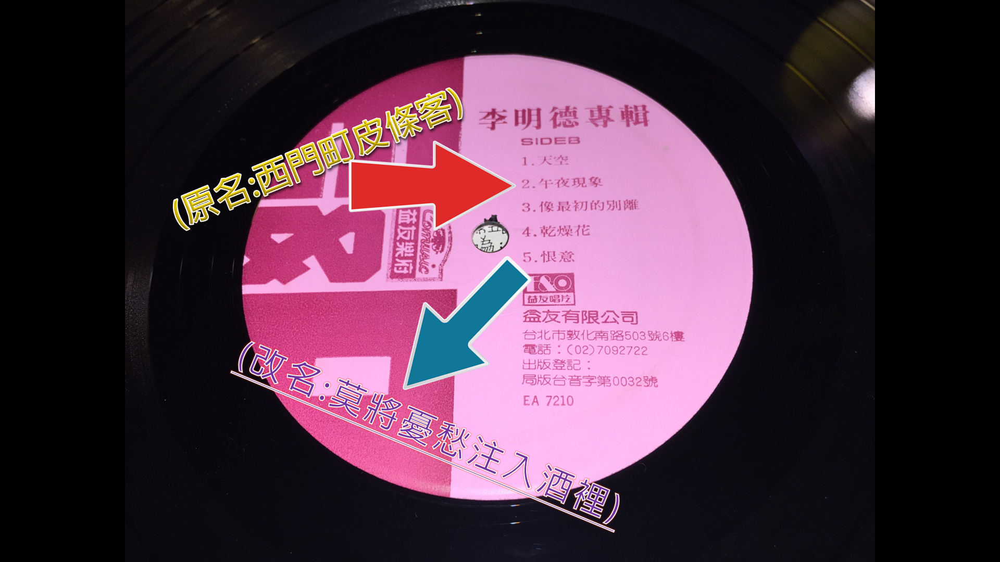 (原名:西門町皮條客)
李明德專輯
SIDEB
1.天空
2.午夜現象
3.像最初的別離
4.乾燥花
5.恨意
益友樂府
Commusic
E&O
益友唱片
益友有限公司
台北市敦化南路503號6樓
電話：(02)7092722
出版登記：
局版台音字第0032號
EA 7210
(改名:莫將憂愁注入酒裡)